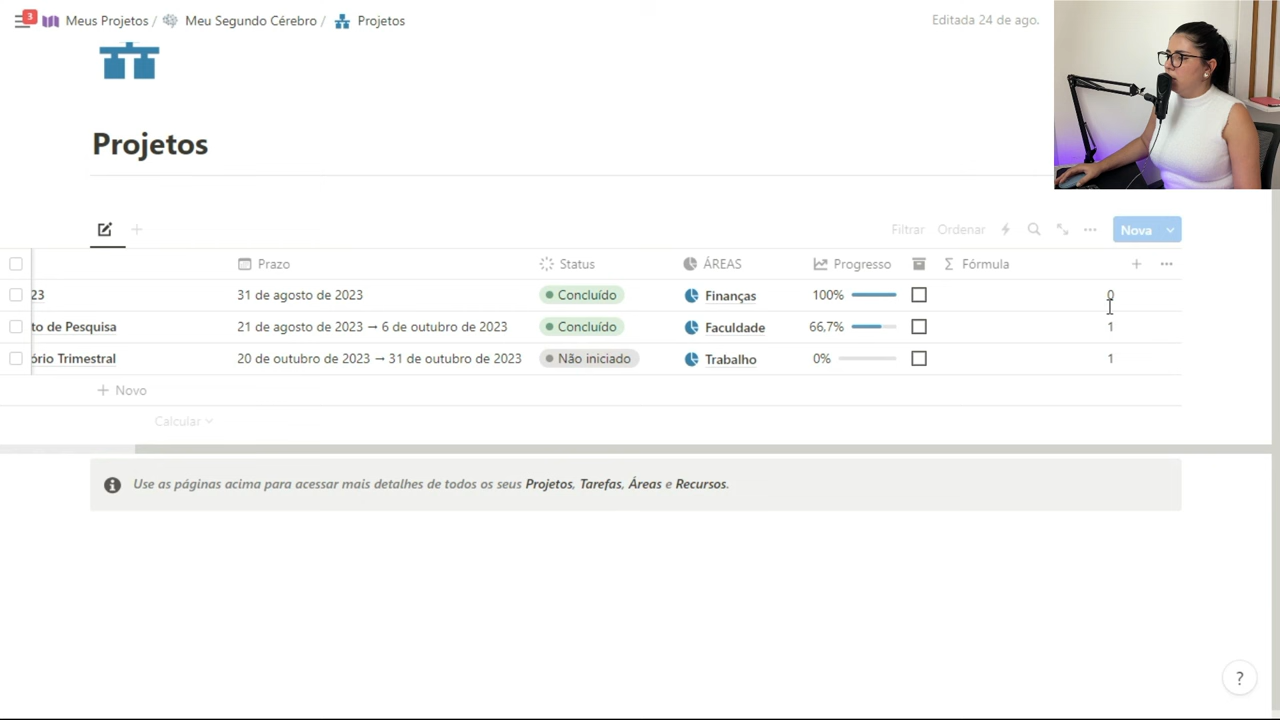 3
Meus Projetos / Meu Segundo Cérebro / Projetos
Editada 24 de ago.
Projetos
Filtrar Ordenar Nova
Prazo Status ÁREAS Progresso Fórmula
23 31 de agosto de 2023 Concluído Finanças 100% 0
to de Pesquisa 21 de agosto de 2023 → 6 de outubro de 2023 Concluído Faculdade 66.7% 1
ório Trimestral 20 de outubro de 2023 → 31 de outubro de 2023 Não iniciado Trabalho 0% 1
+ Novo
Calcular
Use as páginas acima para acessar mais detalhes de todos os seus Projetos, Tarefas, Áreas e Recursos.
?